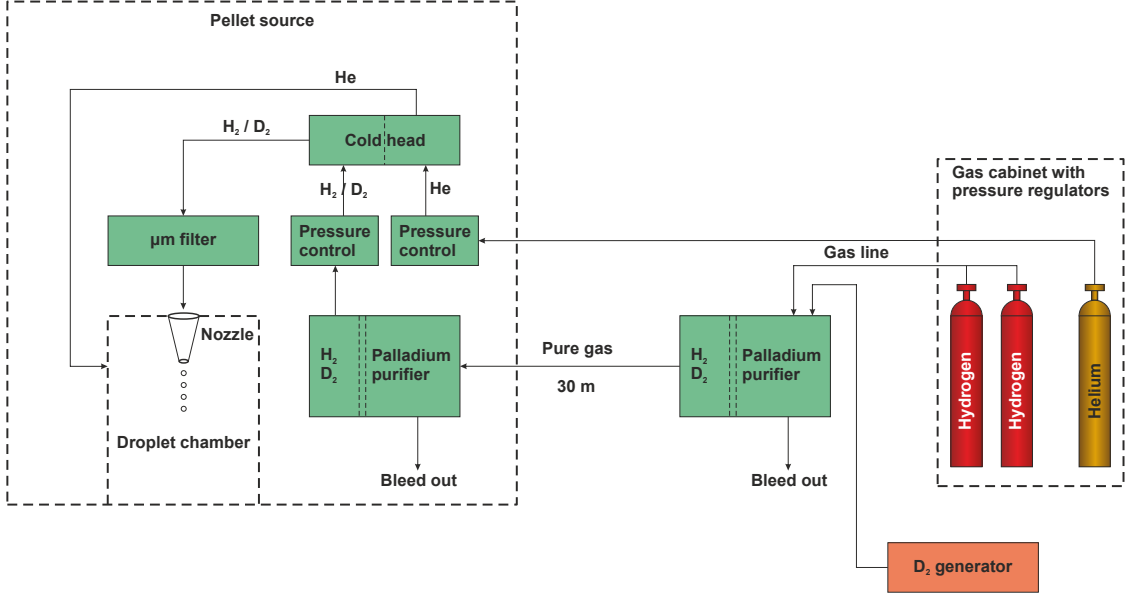 Pellet source
He
H₂ / D₂
Cold head
H₂ / D₂
He
Gas cabinet with
pressure regulators
µm filter
Pressure
control
Pressure
control
Gas line
Nozzle
H₂
D₂
Palladium
purifier
Pure gas
30 m
H₂
D₂
Palladium
purifier
Hydrogen
Hydrogen
Helium
Droplet chamber
Bleed out
Bleed out
D₂ generator